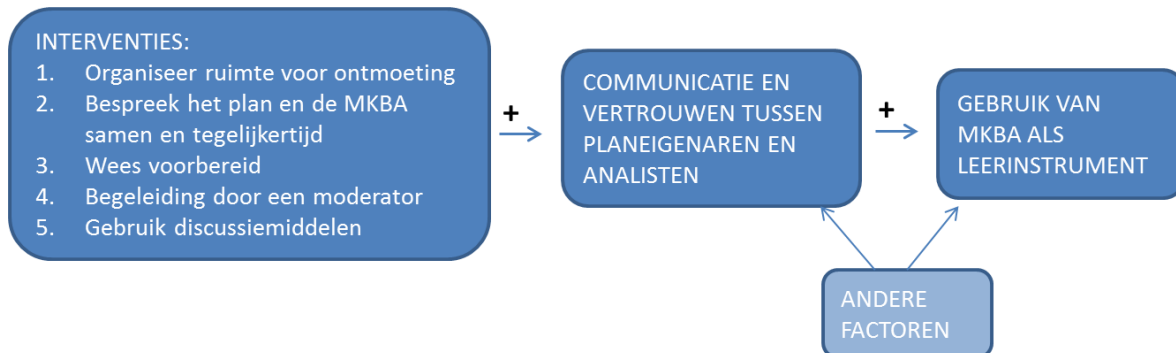 INTERVENTIES:
1. Organiseer ruimte voor ontmoeting
2. Bespreek het plan en de MKBA
samen en tegelijkertijd
3. Wees voorbereid
4. Begeleiding door een moderator
5. Gebruik discussiemiddelen
+
COMMUNICATIE EN
VERTROUWEN TUSSEN
PLANEIGENAREN EN
ANALISTEN
+
GEBRUIK VAN
MKBA ALS
LEERINSTRUMENT
ANDERE
FACTOREN